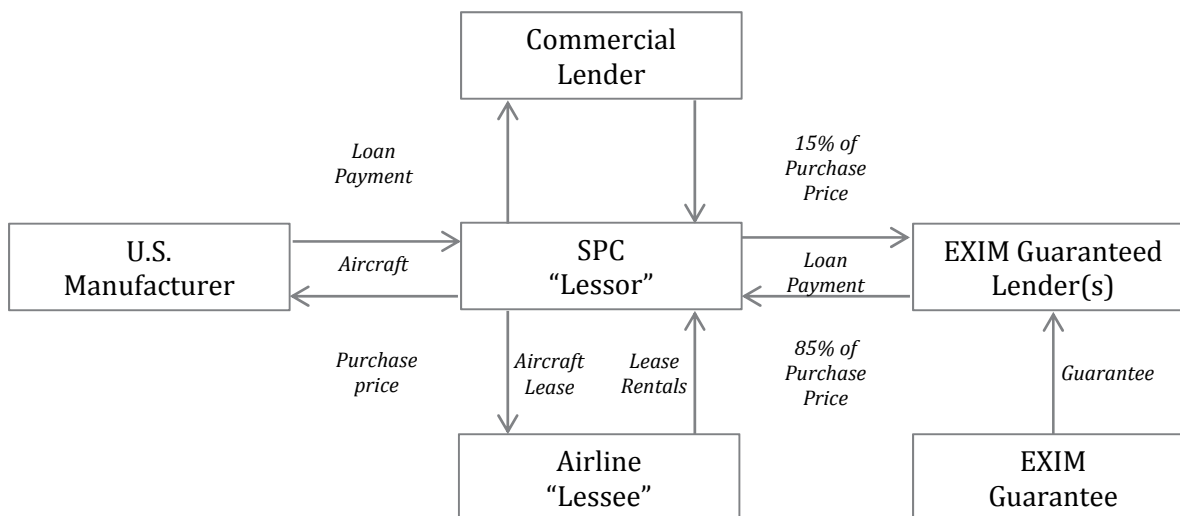 Commercial
Lender
Loan
Payment
15% of
Purchase
Price
U.S.
Manufacturer
Aircraft
SPC
“Lessor”
Loan
Payment
EXIM Guaranteed
Lender(s)
Purchase
price
Aircraft
Lease
Lease
Rentals
85% of
Purchase
Price
Guarantee
Airline
“Lessee”
EXIM
Guarantee